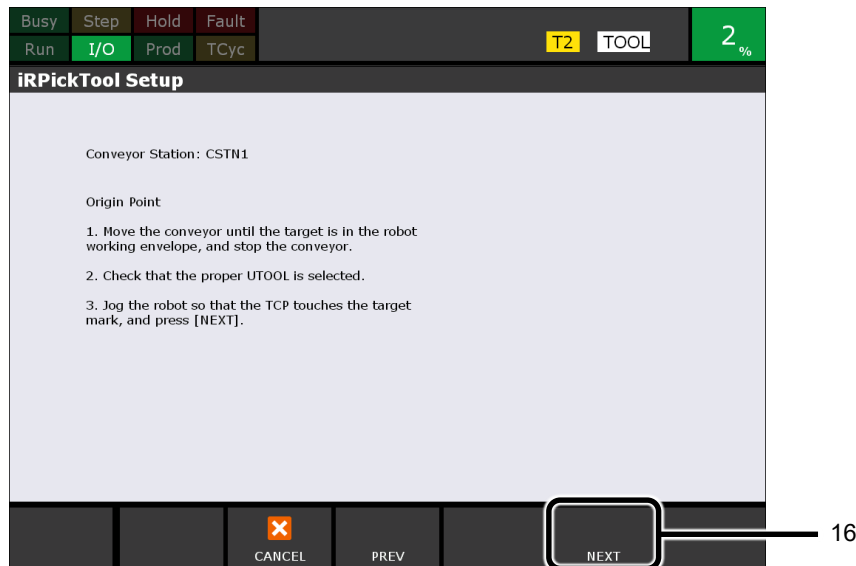 Busy Step Hold Fault
Run I/O Prod TCyc
T2 TOOL 2%
iRPickTool Setup
Conveyor Station: CSTN1
Origin Point
1. Move the conveyor until the target is in the robot
working envelope, and stop the conveyor.
2. Check that the proper UTOOL is selected.
3. Jog the robot so that the TCP touches the target
mark, and press [NEXT].
CANCEL PREV NEXT
16